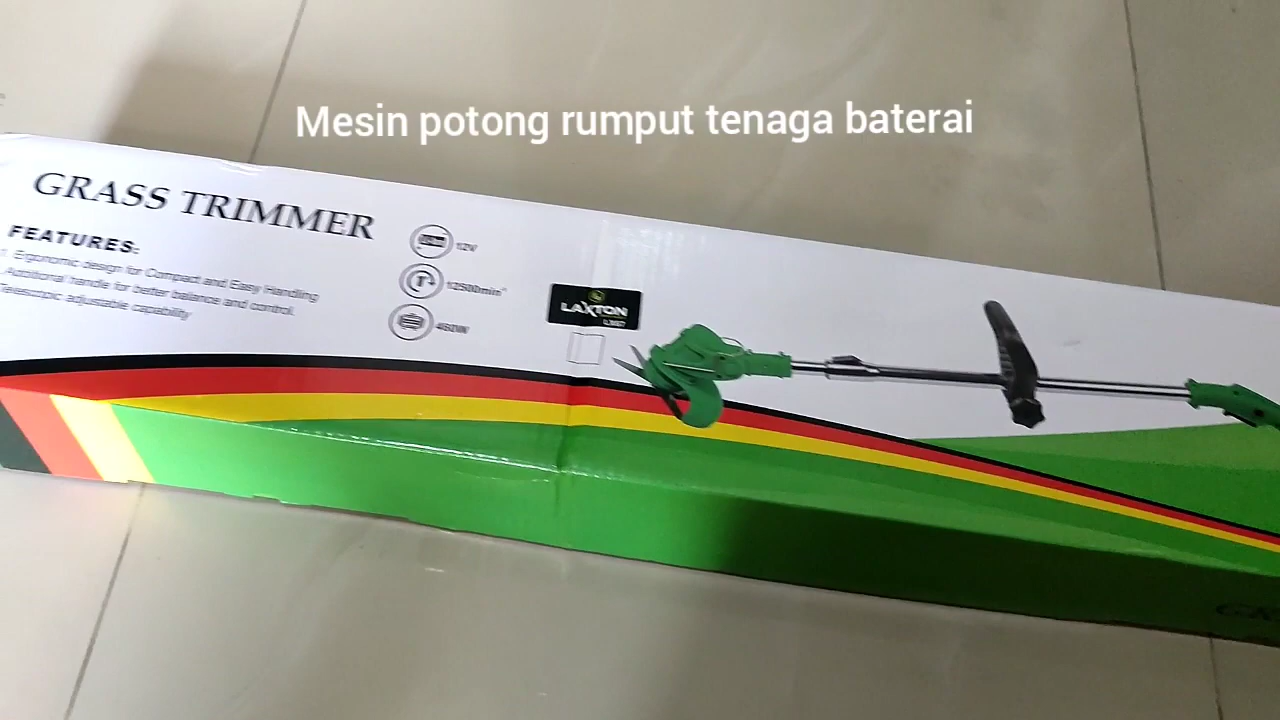 Mesin potong rumput tenaga baterai
GRASS TRIMMER
FEATURES:
Ergonomic design for Compact and Easy Handling
Additional handle for better balance and control.
Telescopic adjustable capability
12V
450W
LAXTON